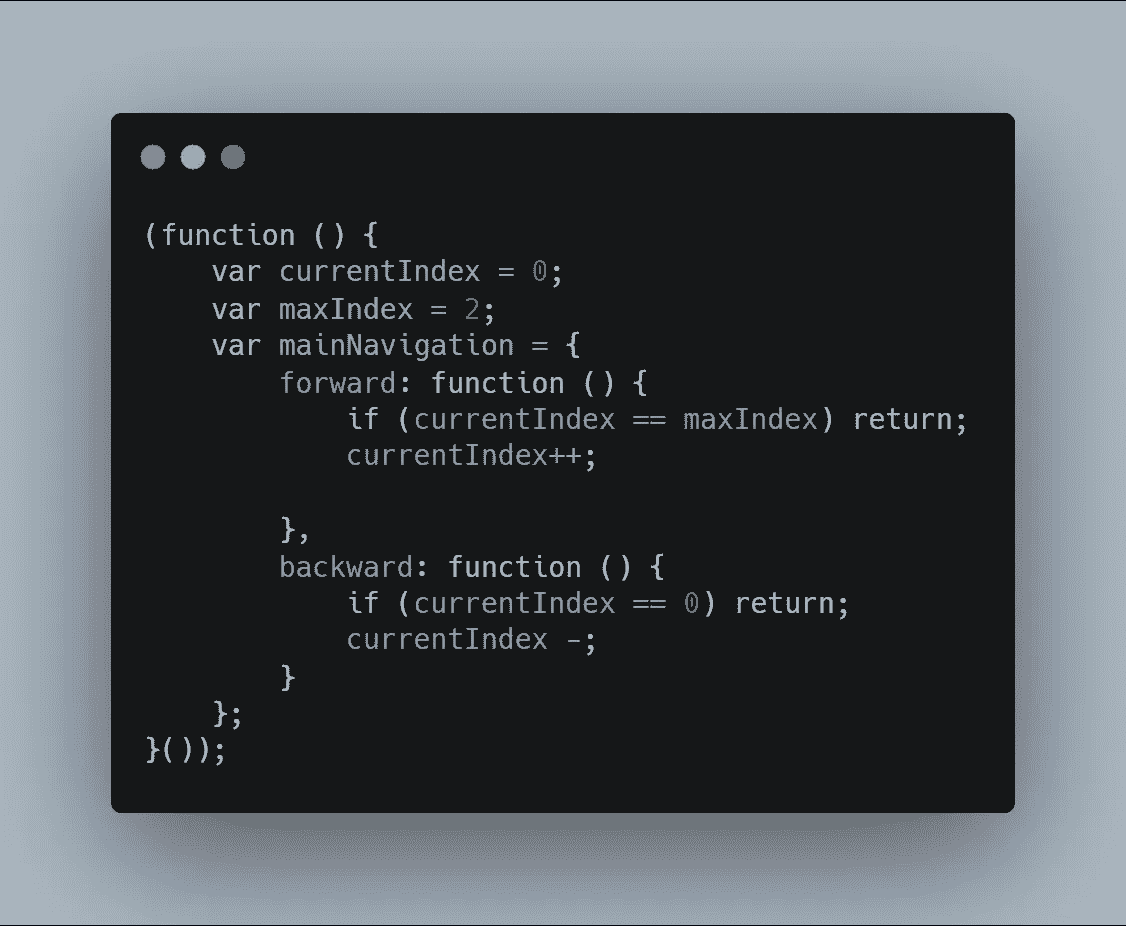 (function () {
    var currentIndex = 0;
    var maxIndex = 2;
    var mainNavigation = {
        forward: function () {
            if (currentIndex == maxIndex) return;
            currentIndex++;

        },
        backward: function () {
            if (currentIndex == 0) return;
            currentIndex -;
        }
    };
}());